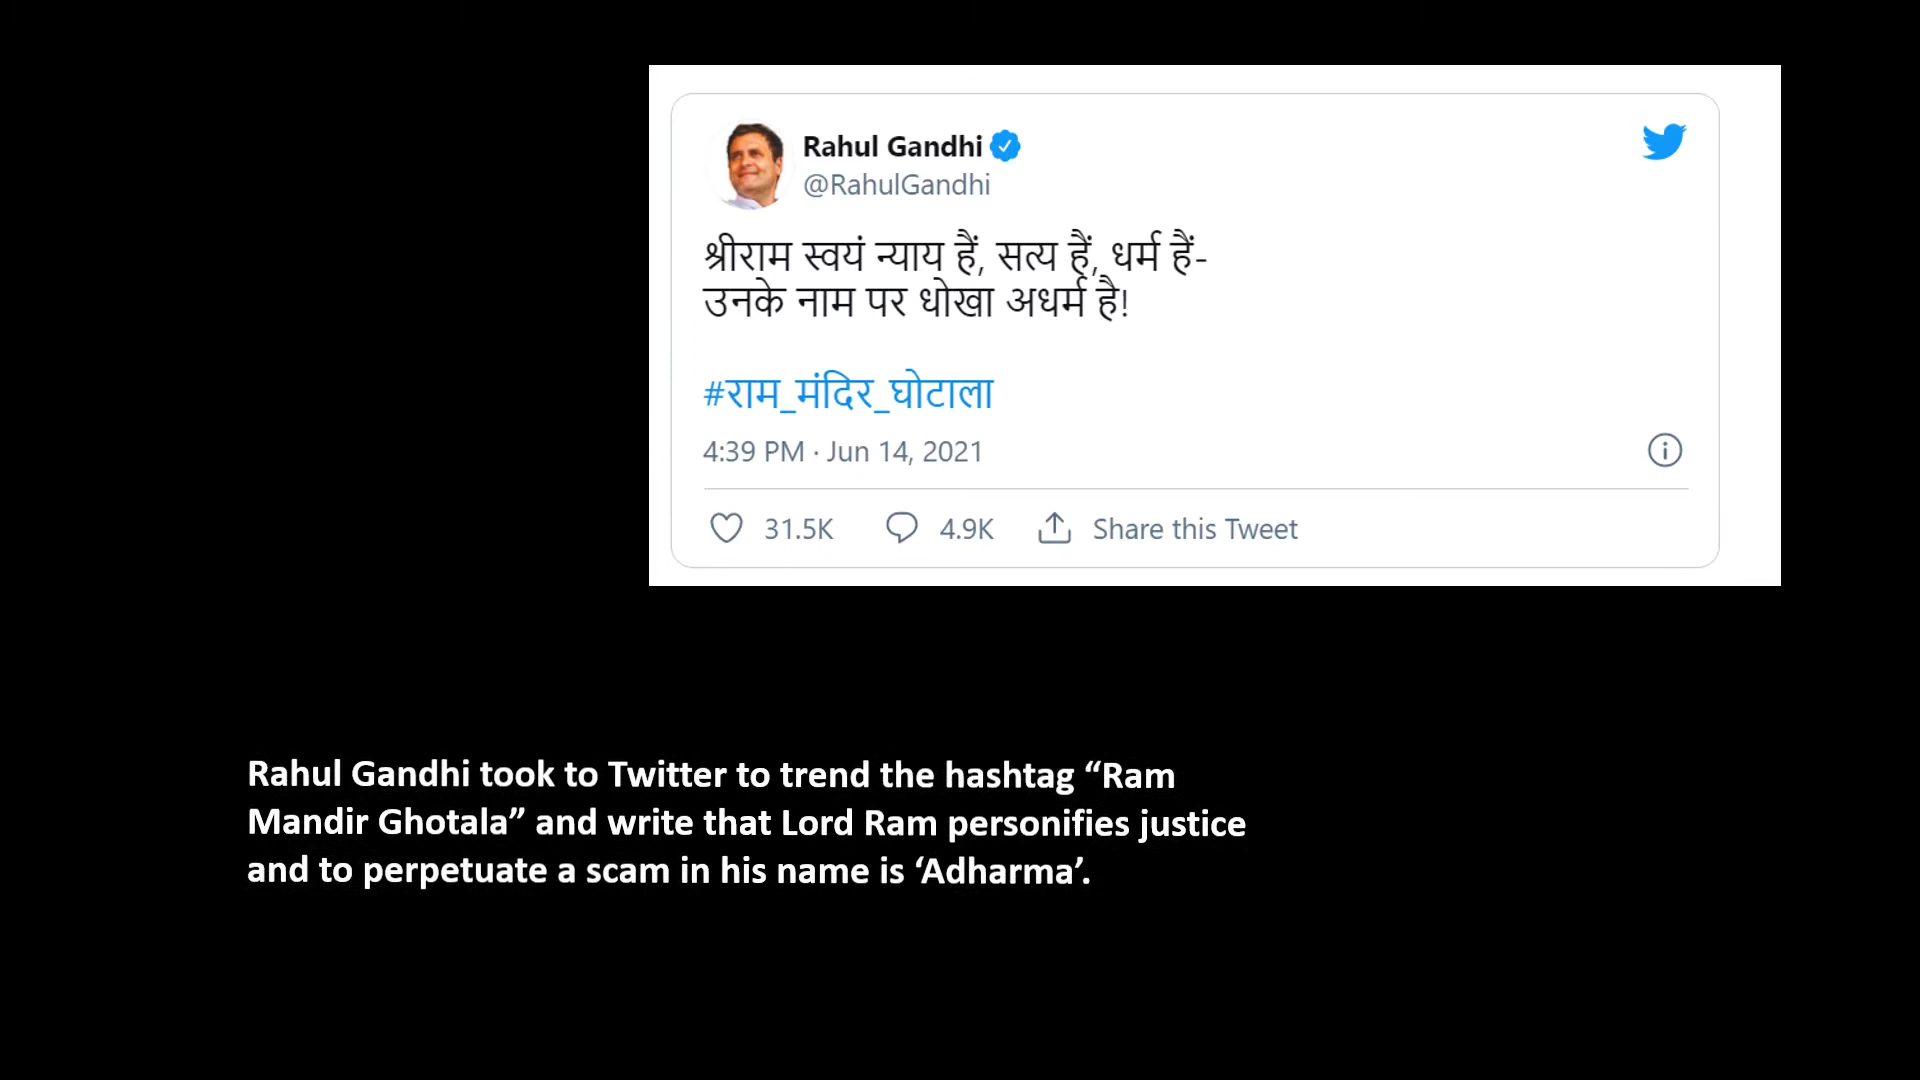 Rahul Gandhi
@RahulGandhi
श्रीराम स्वयं न्याय हैं, सत्य हैं, धर्म हैं-
उनके नाम पर धोखा अधर्म है!
#राम_मंदिर_घोटाला
4:39 PM · Jun 14, 2021
31.5K 4.9K Share this Tweet
Rahul Gandhi took to Twitter to trend the hashtag “Ram
Mandir Ghotala” and write that Lord Ram personifies justice
and to perpetuate a scam in his name is ‘Adharma’.